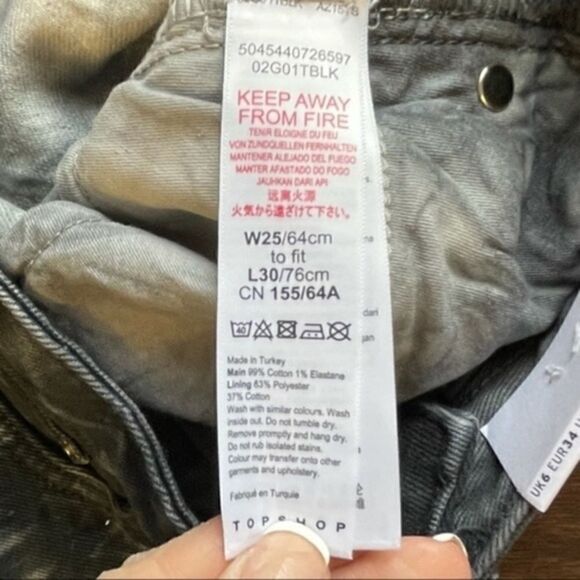 5045440726597
02G01TBLK
KEEP AWAY
FROM FIRE
TENIR ELOIGNE DU FEU
VON ZUNDQUELLEN FERNHALTEN
MANTENER ALEJADO DEL FUEGO
MANTER AFASTADO DO FOGO
JAUHKAN DARI API
远离火源
火気から遠ざけて下さい。
W25/64cm
to fit
L30/76cm
CN 155/64A
40
Made in Turkey
Main 99% Cotton 1% Elastane
Lining 63% Polyester
37% Cotton
Wash with similar colours. Wash
inside out. Do not tumble dry.
Remove promptly and hang dry.
Do not rub isolated stains.
Colour may transfer onto other
garments and upholstery.
Fabriqué en Turquie
TOPSHOP
dari
UK6 EUR34